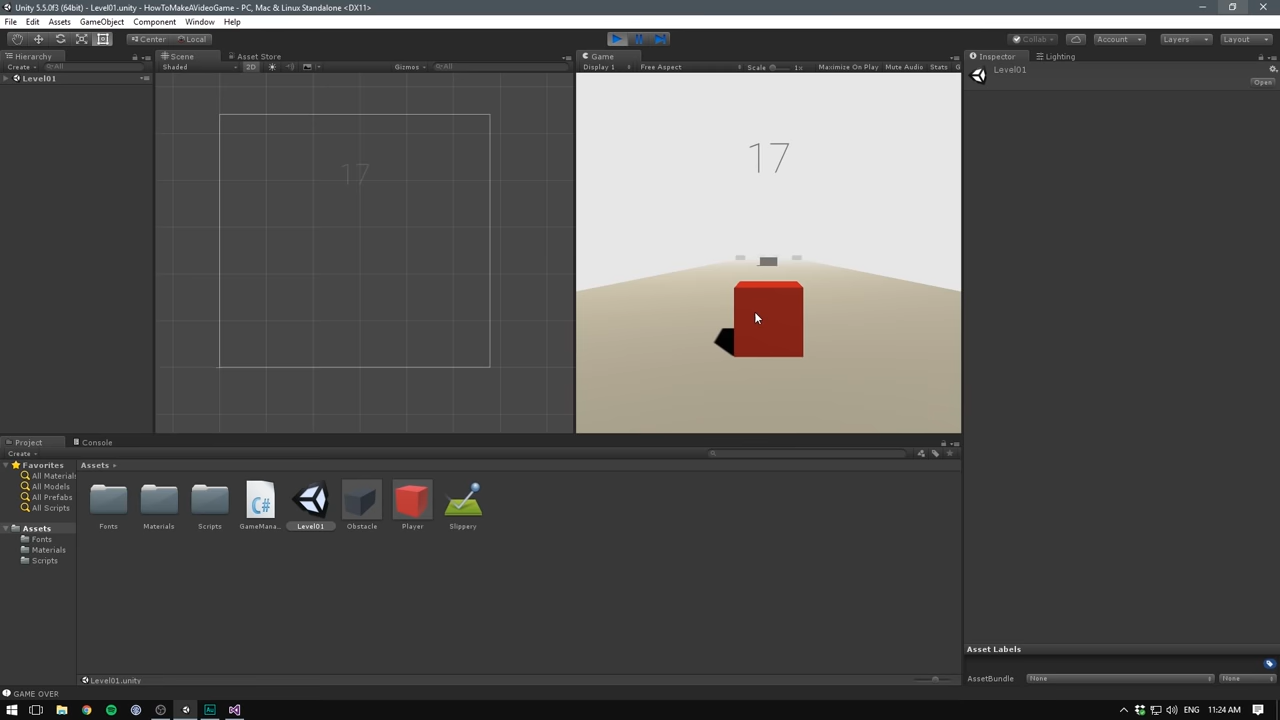 Unity 5.5.0f3 (64bit) - Level01.unity - HowToMakeAVideoGame - PC, Mac & Linux Standalone <DX11>
File Edit Assets GameObject Component Window Help
Center Local Collab Account Layers Layout
Hierarchy Scene Asset Store Game Inspector Lighting
Create All Shaded 2D Gizmos All Display 1 Free Aspect Scale 1x Maximize On Play Mute Audio Stats G
Level01
Level01
Open
17
17
Project Console
Create
Favorites
All Materials
All Models
All Prefabs
All Scripts
Assets
Fonts
Materials
Scripts
Assets
Fonts Materials Scripts GameMana... Level01 Obstacle Player Slippery
C#
Level01.unity
Asset Labels
AssetBundle None None
GAME OVER
Au
11:24 AM